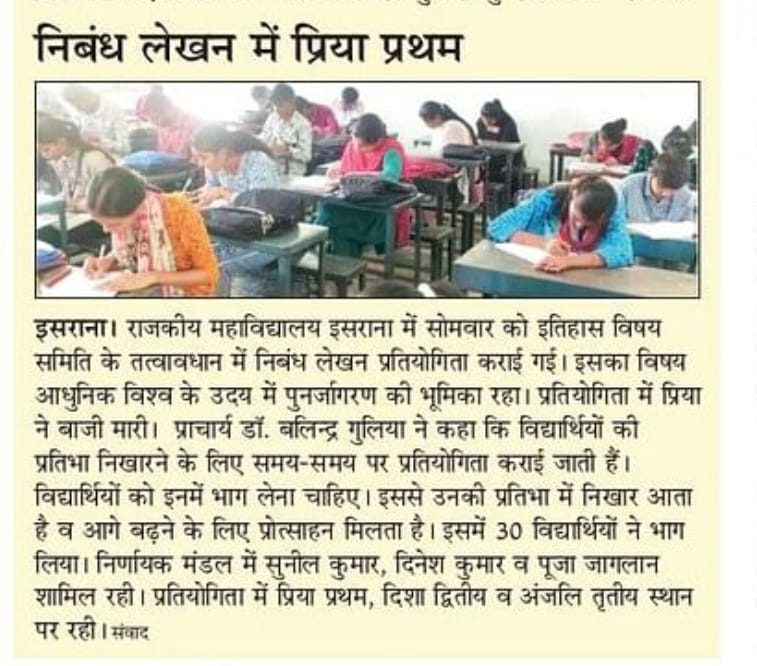 निबंध लेखन में प्रिया प्रथम
इसराना। राजकीय महाविद्यालय इसराना में सोमवार को इतिहास विषय
समिति के तत्वावधान में निबंध लेखन प्रतियोगिता कराई गई। इसका विषय
आधुनिक विश्व के उदय में पुनर्जागरण की भूमिका रहा। प्रतियोगिता में प्रिया
ने बाजी मारी। प्राचार्य डॉ. बलिन्द्र गुलिया ने कहा कि विद्यार्थियों की
प्रतिभा निखारने के लिए समय-समय पर प्रतियोगिता कराई जाती हैं।
विद्यार्थियों को इनमें भाग लेना चाहिए। इससे उनकी प्रतिभा में निखार आता
है व आगे बढ़ने के लिए प्रोत्साहन मिलता है। इसमें 30 विद्यार्थियों ने भाग
लिया। निर्णायक मंडल में सुनील कुमार, दिनेश कुमार व पूजा जागलान
शामिल रही। प्रतियोगिता में प्रिया प्रथम, दिशा द्वितीय व अंजलि तृतीय स्थान
पर रही। संवाद